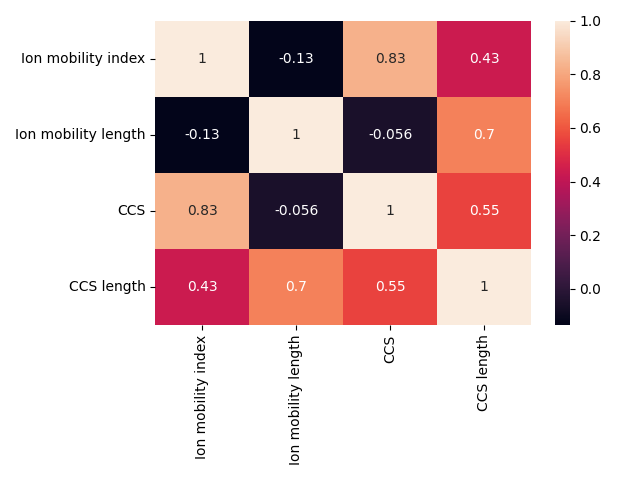 Ion mobility index 1 -0.13 0.83 0.43
Ion mobility length -0.13 1 -0.056 0.7
CCS 0.83 -0.056 1 0.55
CCS length 0.43 0.7 0.55 1
Ion mobility index
Ion mobility length
CCS
CCS length
1.0
0.8
0.6
0.4
0.2
0.0